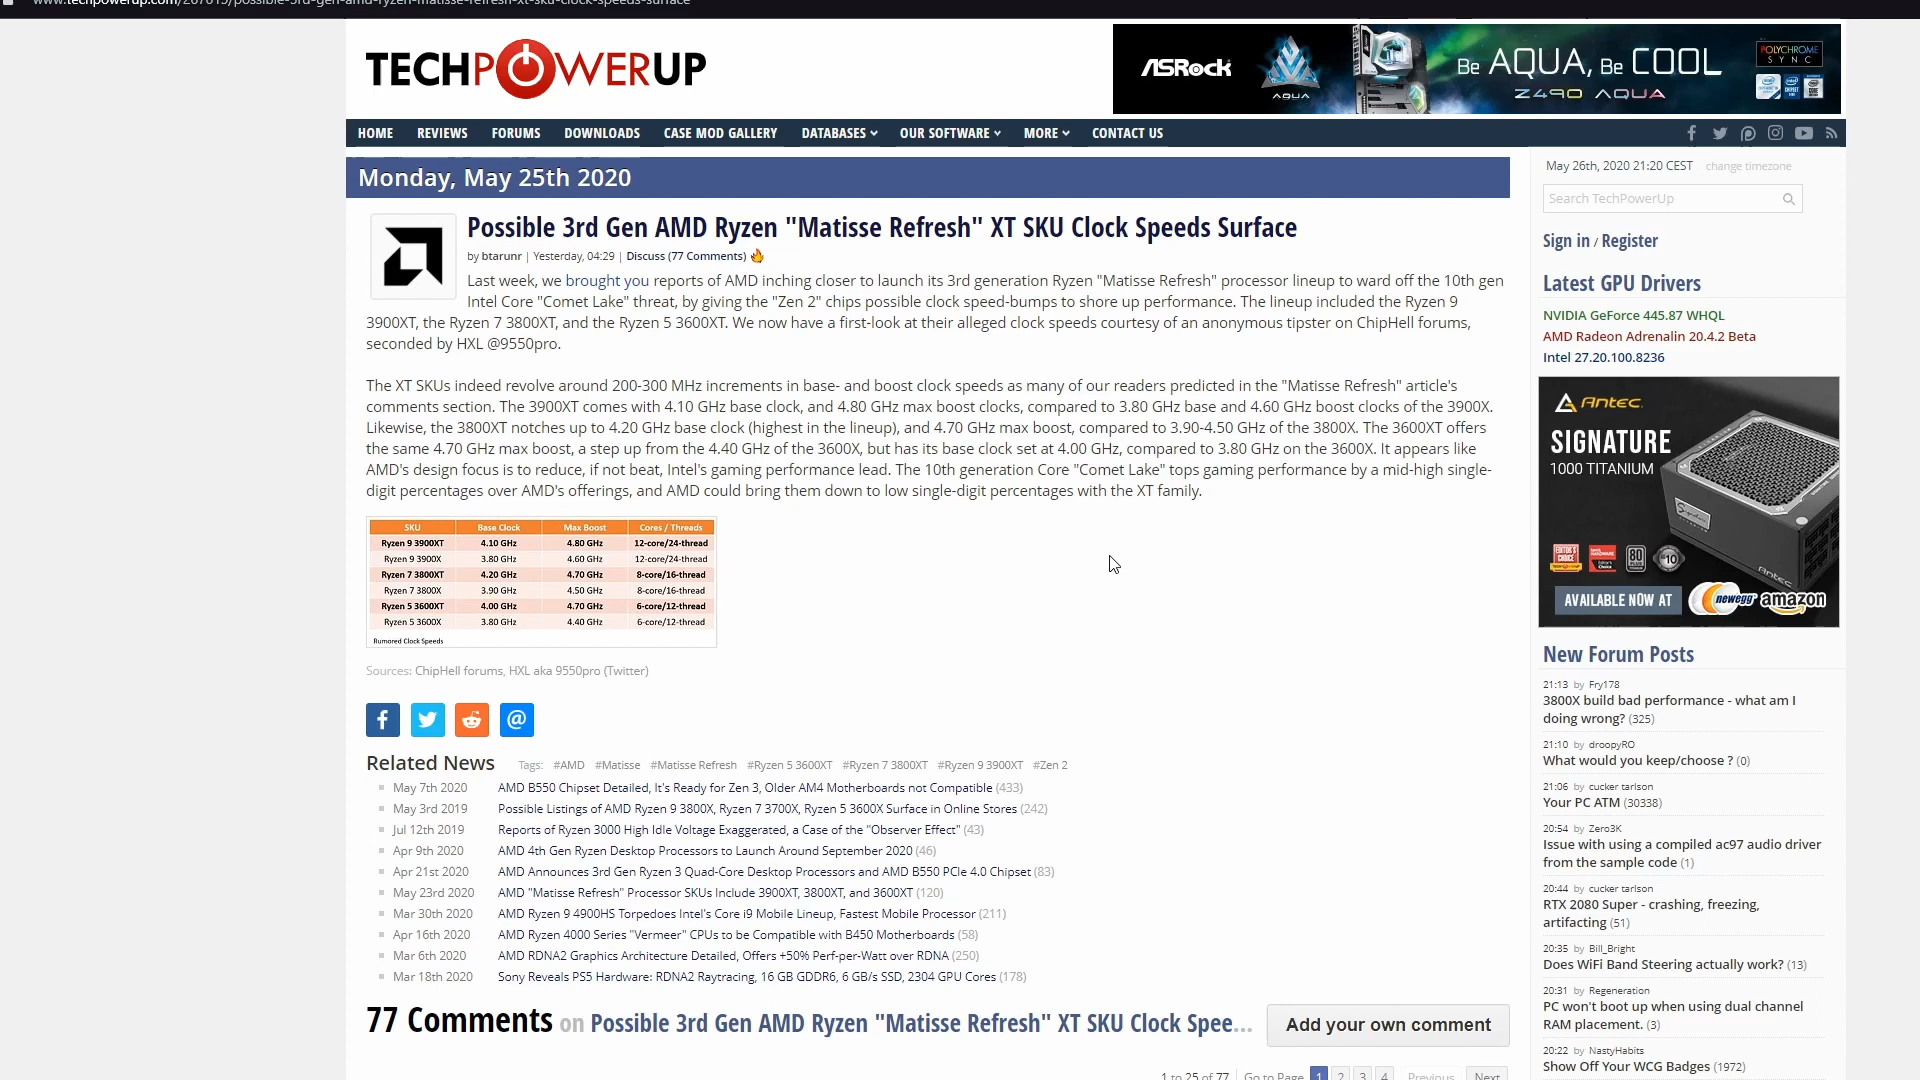 www.techpowerup.com/267615/possible-3rd-gen-amd-ryzen-matisse-refresh-xt-sku-clock-speeds-surface
TECHPOWERUP
ASRock
AQUA
Be AQUA, Be COOL
Z490 AQUA
POLYCHROME
SYNC
HOME REVIEWS FORUMS DOWNLOADS CASE MOD GALLERY DATABASES OUR SOFTWARE MORE CONTACT US
Monday, May 25th 2020
Possible 3rd Gen AMD Ryzen "Matisse Refresh" XT SKU Clock Speeds Surface
by btarunr | Yesterday, 04:29 | Discuss (77 Comments)
Last week, we brought you reports of AMD inching closer to launch its 3rd generation Ryzen "Matisse Refresh" processor lineup to ward off the 10th gen
Intel Core "Comet Lake" threat, by giving the "Zen 2" chips possible clock speed-bumps to shore up performance. The lineup included the Ryzen 9
3900XT, the Ryzen 7 3800XT, and the Ryzen 5 3600XT. We now have a first-look at their alleged clock speeds courtesy of an anonymous tipster on ChipHell forums,
seconded by HXL @9550pro.
The XT SKUs indeed revolve around 200-300 MHz increments in base- and boost clock speeds as many of our readers predicted in the "Matisse Refresh" article's
comments section. The 3900XT comes with 4.10 GHz base clock, and 4.80 GHz max boost clocks, compared to 3.80 GHz base and 4.60 GHz boost clocks of the 3900X.
Likewise, the 3800XT notches up to 4.20 GHz base clock (highest in the lineup), and 4.70 GHz max boost, compared to 3.90-4.50 GHz of the 3800X. The 3600XT offers
the same 4.70 GHz max boost, a step up from the 4.40 GHz of the 3600X, but has its base clock set at 4.00 GHz, compared to 3.80 GHz on the 3600X. It appears like
AMD's design focus is to reduce, if not beat, Intel's gaming performance lead. The 10th generation Core "Comet Lake" tops gaming performance by a mid-high single-
digit percentages over AMD's offerings, and AMD could bring them down to low single-digit percentages with the XT family.
SKU Base Clock Max Boost Cores / Threads
Ryzen 9 3900XT 4.10 GHz 4.80 GHz 12-core/24-thread
Ryzen 9 3900X 3.80 GHz 4.60 GHz 12-core/24-thread
Ryzen 7 3800XT 4.20 GHz 4.70 GHz 8-core/16-thread
Ryzen 7 3800X 3.90 GHz 4.50 GHz 8-core/16-thread
Ryzen 5 3600XT 4.00 GHz 4.70 GHz 6-core/12-thread
Ryzen 5 3600X 3.80 GHz 4.40 GHz 6-core/12-thread
Rumored Clock Speeds
Sources: ChipHell forums, HXL aka 9550pro (Twitter)
Related News Tags: #AMD #Matisse #Matisse Refresh #Ryzen 5 3600XT #Ryzen 7 3800XT #Ryzen 9 3900XT #Zen 2
May 7th 2020 AMD B550 Chipset Detailed, It's Ready for Zen 3, Older AM4 Motherboards not Compatible (433)
May 3rd 2019 Possible Listings of AMD Ryzen 9 3800X, Ryzen 7 3700X, Ryzen 5 3600X Surface in Online Stores (242)
Jul 12th 2019 Reports of Ryzen 3000 High Idle Voltage Exaggerated, a Case of the "Observer Effect" (43)
Apr 9th 2020 AMD 4th Gen Ryzen Desktop Processors to Launch Around September 2020 (46)
Apr 21st 2020 AMD Announces 3rd Gen Ryzen 3 Quad-Core Desktop Processors and AMD B550 PCIe 4.0 Chipset (83)
May 23rd 2020 AMD "Matisse Refresh" Processor SKUs Include 3900XT, 3800XT, and 3600XT (120)
Mar 30th 2020 AMD Ryzen 9 4900HS Torpedoes Intel's Core i9 Mobile Lineup, Fastest Mobile Processor (211)
Apr 16th 2020 AMD Ryzen 4000 Series "Vermeer" CPUs to be Compatible with B450 Motherboards (58)
Mar 6th 2020 AMD RDNA2 Graphics Architecture Detailed, Offers +50% Perf-per-Watt over RDNA (250)
Mar 18th 2020 Sony Reveals PS5 Hardware: RDNA2 Raytracing, 16 GB GDDR6, 6 GB/s SSD, 2304 GPU Cores (178)
77 Comments on Possible 3rd Gen AMD Ryzen "Matisse Refresh" XT SKU Clock Spee...
Add your own comment
1 to 25 of 77 Go to Page 1 2 3 4 Previous Next
May 26th, 2020 21:20 CEST change timezone
Search TechPowerUp
Sign in / Register
Latest GPU Drivers
NVIDIA GeForce 445.87 WHQL
AMD Radeon Adrenalin 20.4.2 Beta
Intel 27.20.100.8236
Antec
SIGNATURE
1000 TITANIUM
AVAILABLE NOW AT newegg amazon
New Forum Posts
21:13 by Fry178
3800X build bad performance - what am I
doing wrong? (325)
21:10 by droopyRO
What would you keep/choose ? (0)
21:06 by cucker tarlson
Your PC ATM (30338)
20:54 by Zero3K
Issue with using a compiled ac97 audio driver
from the sample code (1)
20:44 by cucker tarlson
RTX 2080 Super - crashing, freezing,
artifacting (51)
20:35 by Bill_Bright
Does WiFi Band Steering actually work? (13)
20:31 by Regeneration
PC won't boot up when using dual channel
RAM placement. (3)
20:22 by NastyHabits
Show Off Your WCG Badges (1972)